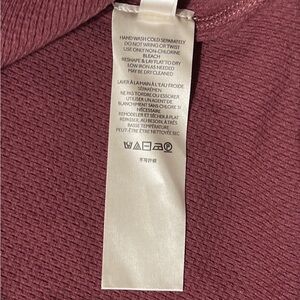 HAND WASH COLD SEPARATELY
DO NOT WRING OR TWIST
USE ONLY NON-CHLORINE
BLEACH
RESHAPE & LAY FLAT TO DRY
LOW IRON AS NEEDED
MAY BE DRY CLEANED
LAVER À LA MAIN À L'EAU FROIDE
SÉPARÉMENT
NE PAS TORDRE OU ESSORER
UTILISER UN AGENT DE
BLANCHIMENT SANS CHLORE SI
NÉCESSAIRE
REMODELER ET SÉCHER À PLAT
REPASSER, AU BESOIN, À TRÈS
BASSE TEMPÉRATURE
PEUT-ÊTRE NETTOYÉE SEC